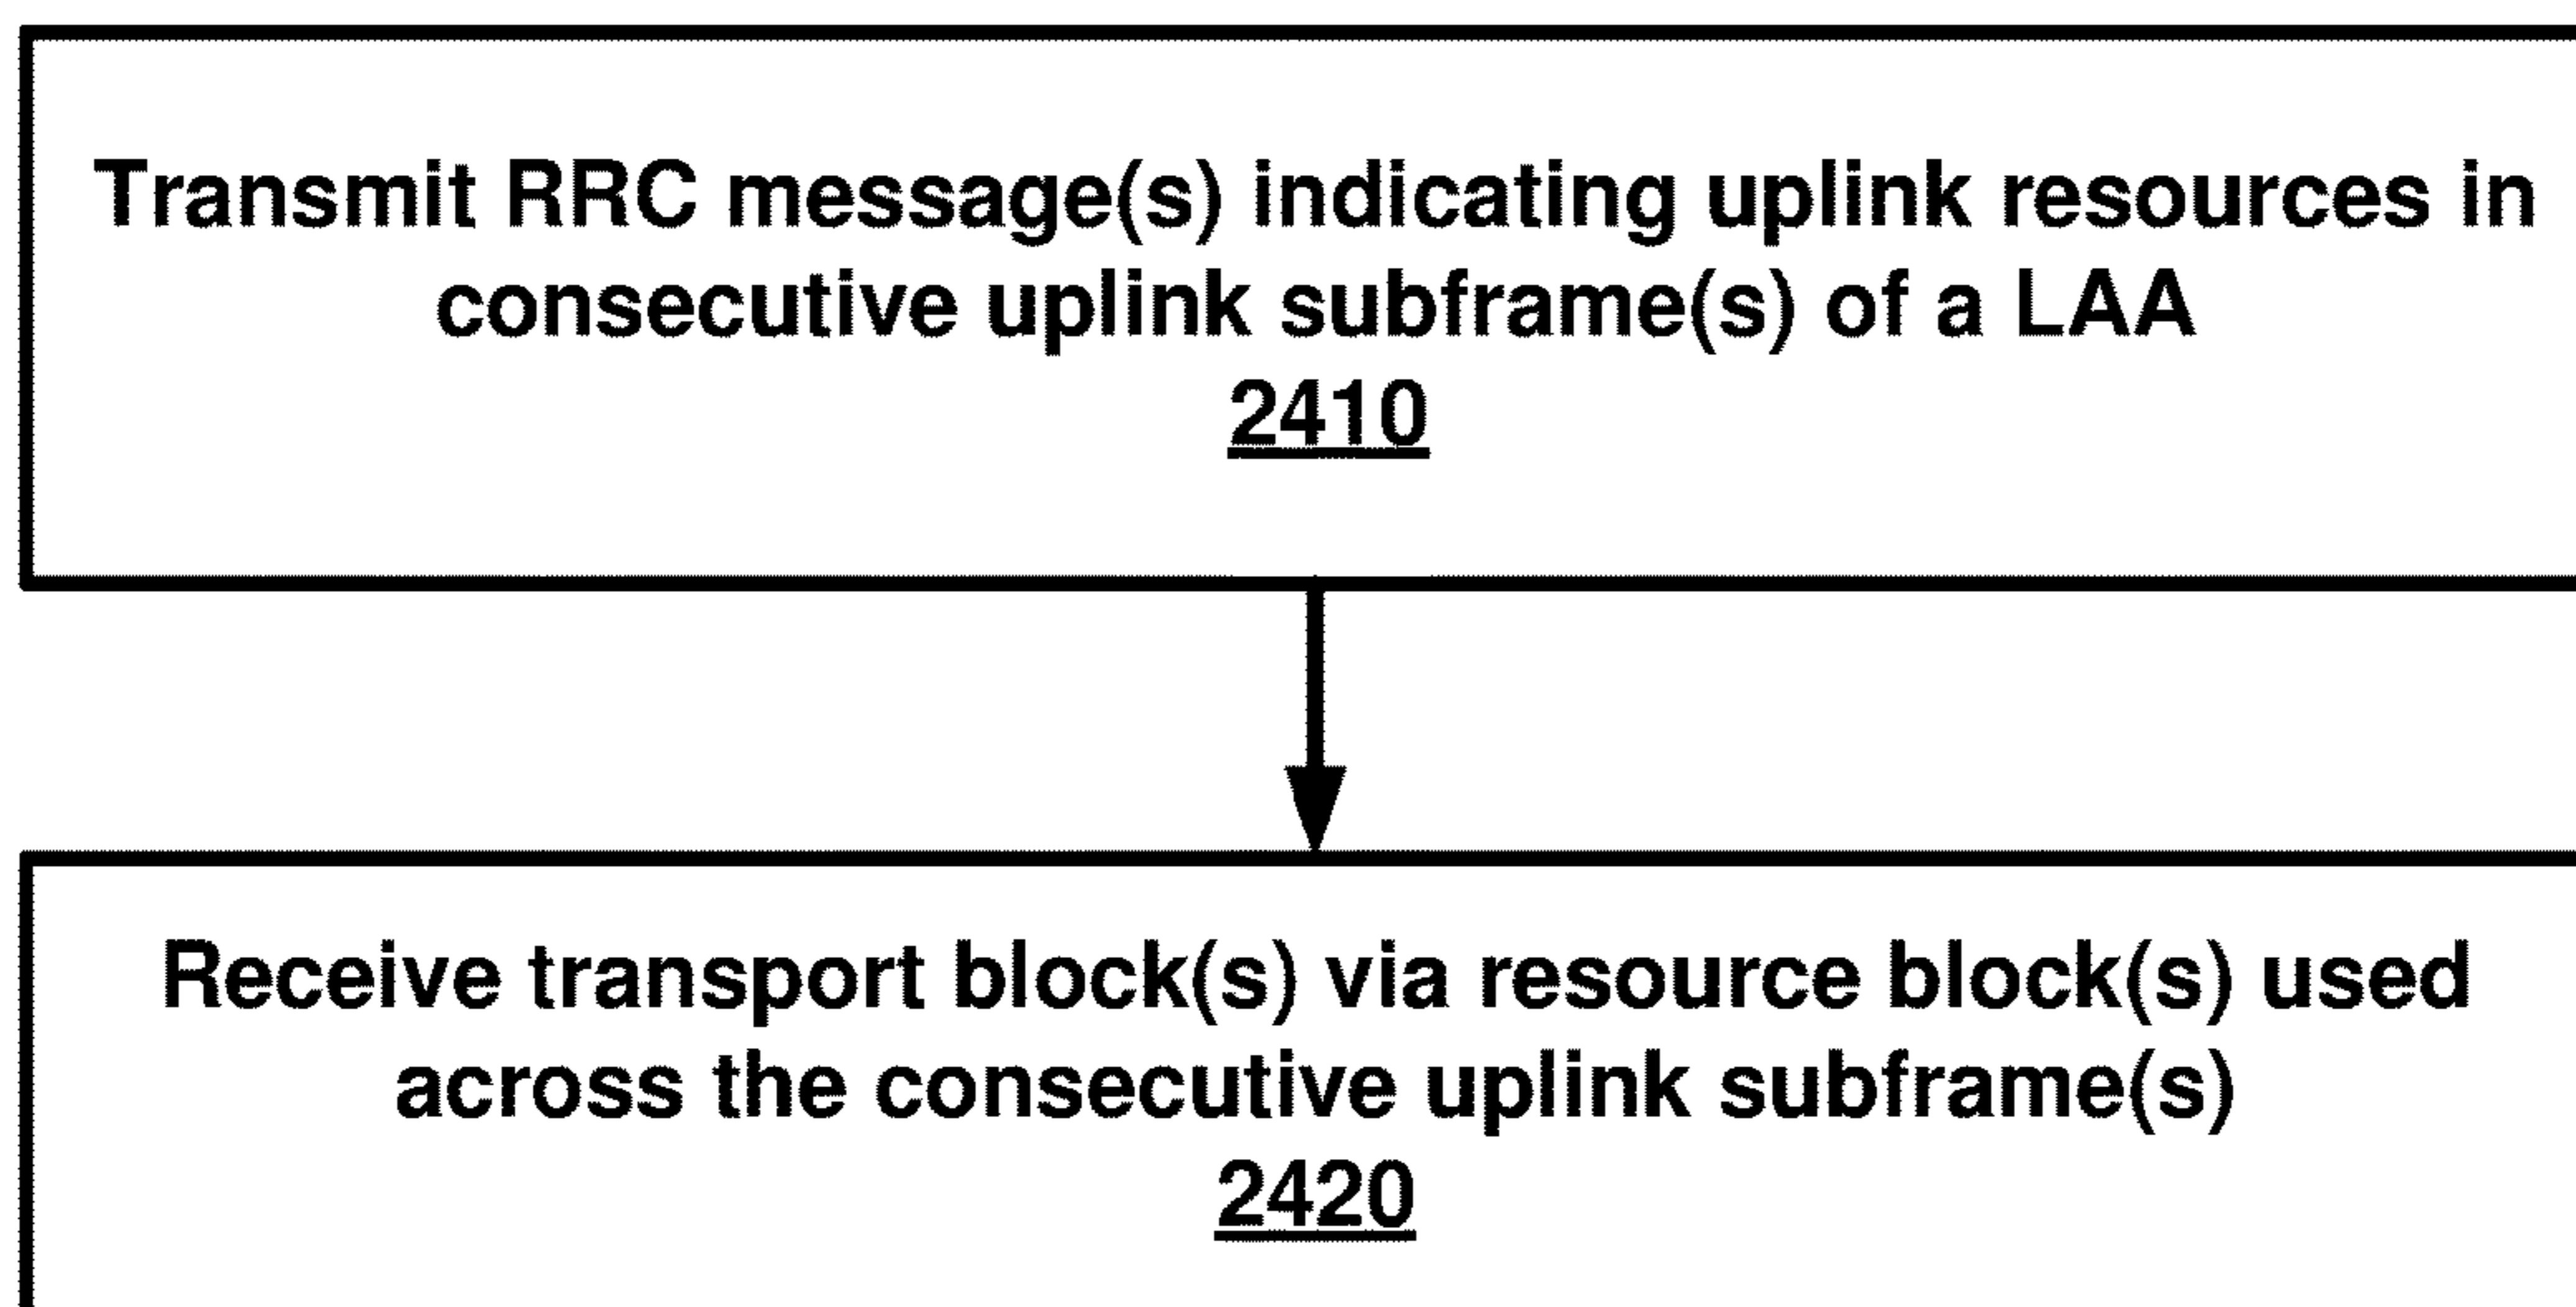 Transmit RRC message(s) indicating uplink resources in
consecutive uplink subframe(s) of a LAA
2410
Receive transport block(s) via resource block(s) used
across the consecutive uplink subframe(s)
2420